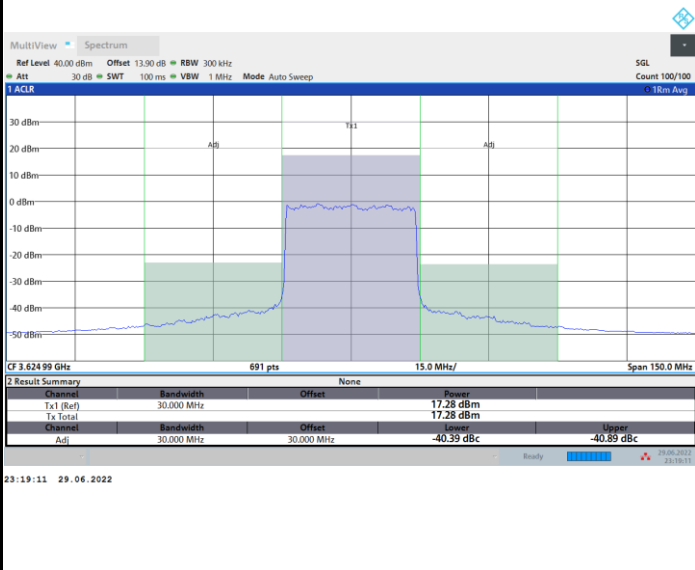 MultiView Spectrum
Ref Level 40.00 dBm Offset 13.90 dB RBW 300 kHz SGL
Att 30 dB SWT 100 ms VBW 1 MHz Mode Auto Sweep Count 100/100
1 ACLR 1Rm Avg
30 dBm
Tx1
20 dBm
Adj Adj
10 dBm
0 dBm
-10 dBm
-20 dBm
-30 dBm
-40 dBm
-50 dBm
CF 3.624 99 GHz 691 pts 15.0 MHz/ Span 150.0 MHz
2 Result Summary None
Channel Bandwidth Offset Power
Tx1 (Ref) 30.000 MHz 17.28 dBm
Tx Total 17.28 dBm
Channel Bandwidth Offset Lower Upper
Adj 30.000 MHz 30.000 MHz -40.39 dBc -40.89 dBc
Ready 29.06.2022
23:19:11
23:19:11 29.06.2022